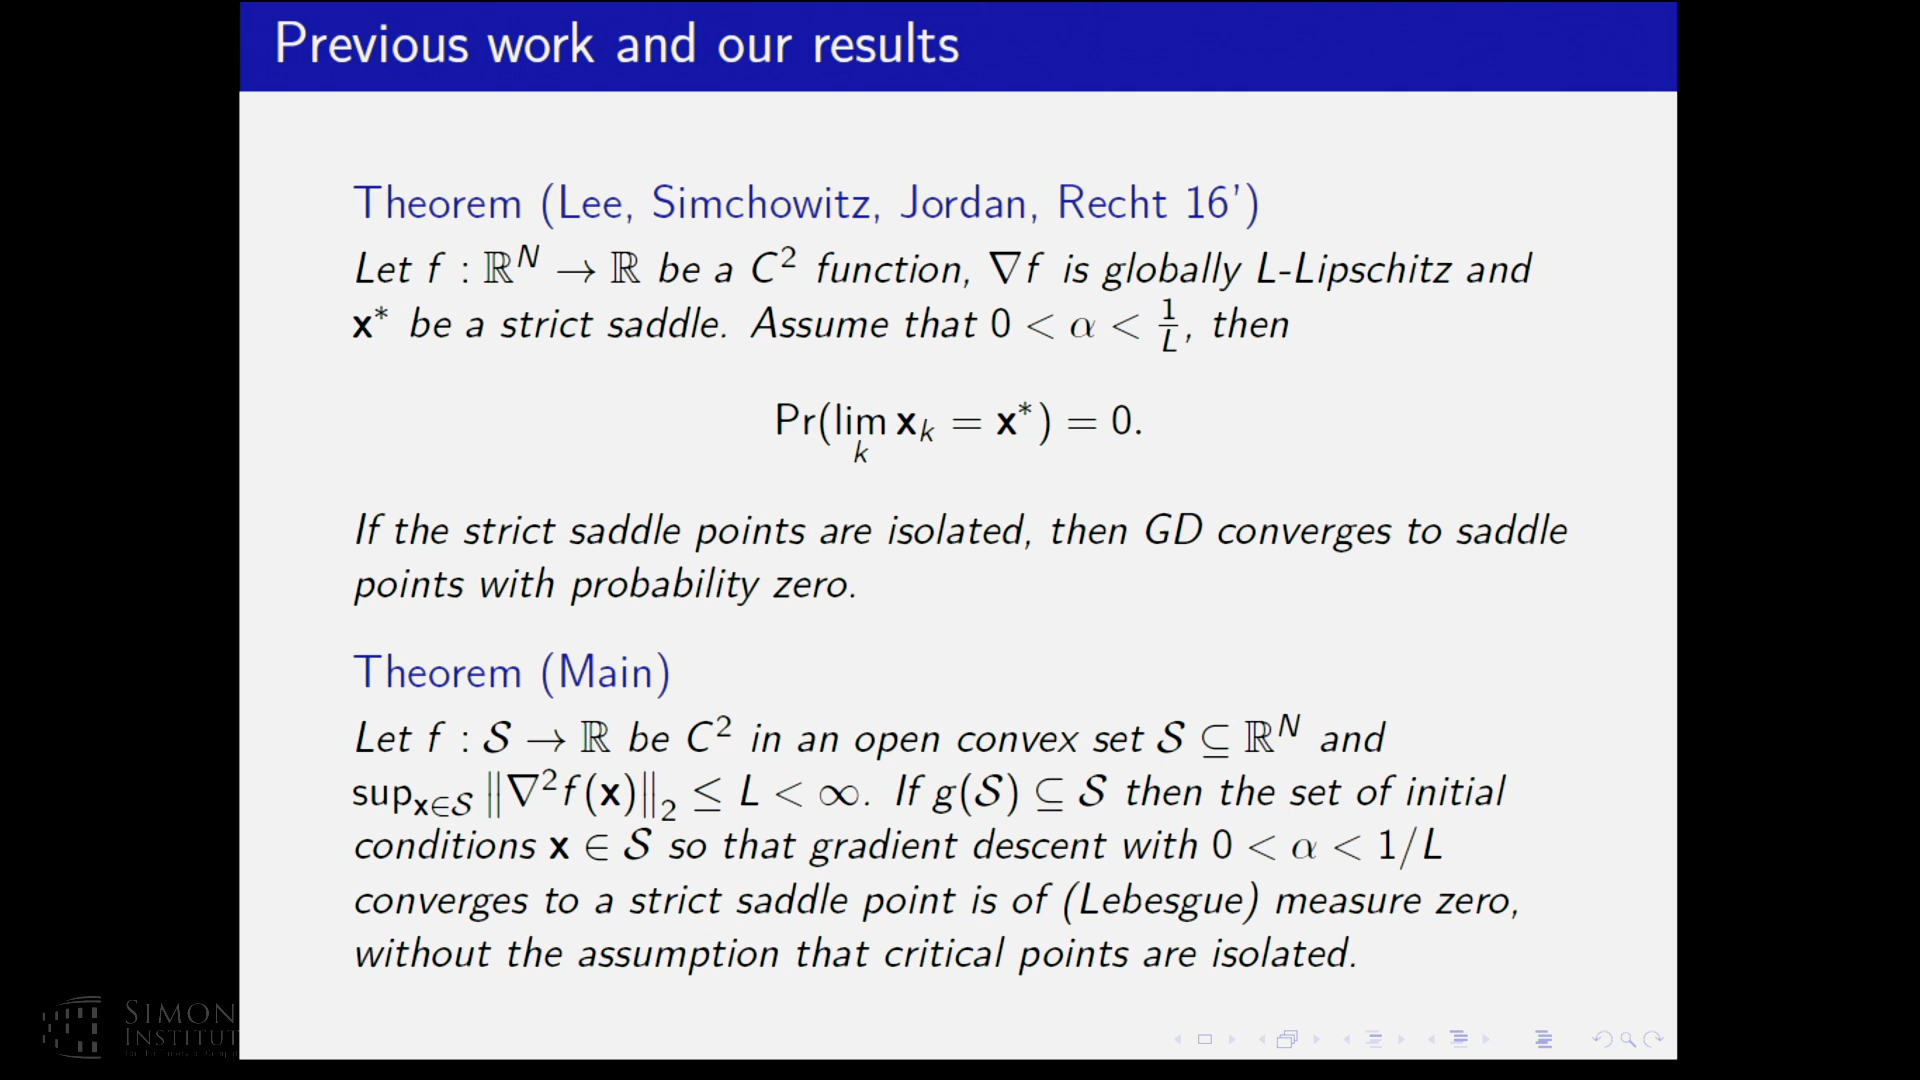 Previous work and our results
Theorem (Lee, Simchowitz, Jordan, Recht 16')
Let f : ℝ^N → ℝ be a C² function, ∇f is globally L-Lipschitz and
x* be a strict saddle. Assume that 0 < α < 1/L, then
Pr(lim_k x_k = x*) = 0.
If the strict saddle points are isolated, then GD converges to saddle
points with probability zero.
Theorem (Main)
Let f : 𝒮 → ℝ be C² in an open convex set 𝒮 ⊆ ℝ^N and
sup_{x∈𝒮} ‖∇²f(x)‖₂ ≤ L < ∞. If g(𝒮) ⊆ 𝒮 then the set of initial
conditions x ∈ 𝒮 so that gradient descent with 0 < α < 1/L
converges to a strict saddle point is of (Lebesgue) measure zero,
without the assumption that critical points are isolated.
SIMON
INSTITUT